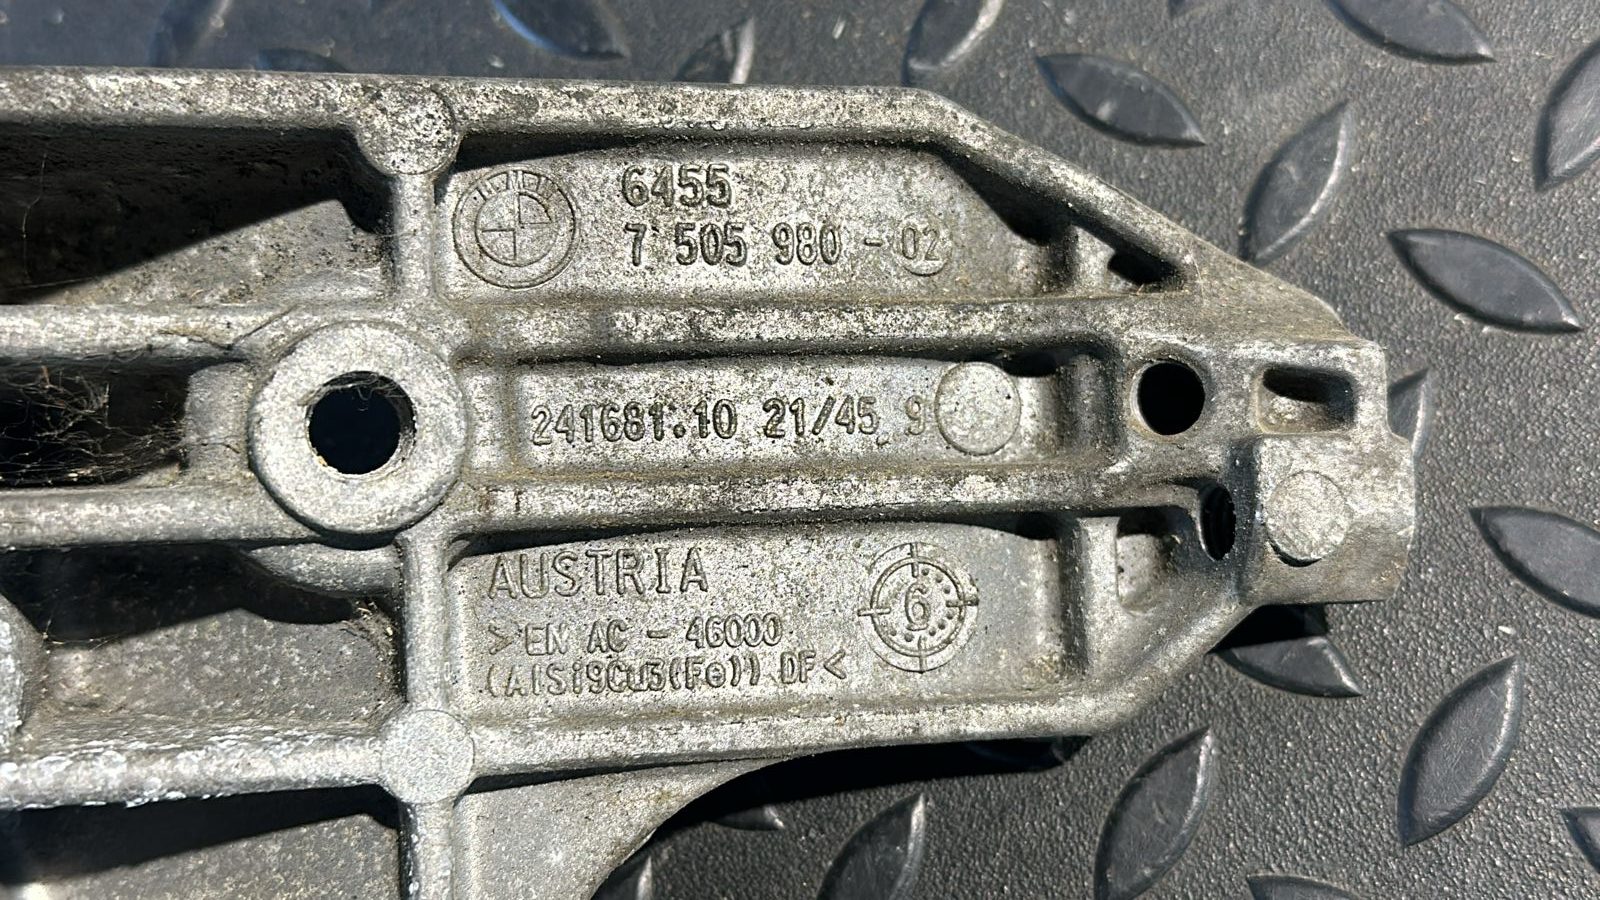 6455
7 505 980 - 02
241681.10 21/45 9
AUSTRIA
>EN AC - 46000
(AlSi9Cu3(Fe)) DF<
6